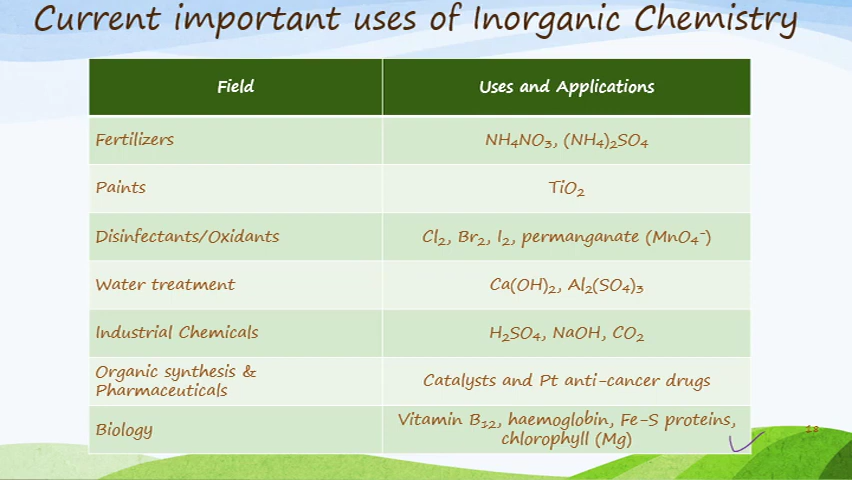 Current important uses of Inorganic Chemistry
Field
Uses and Applications
Fertilizers
NH₄NO₃, (NH₄)₂SO₄
Paints
TiO₂
Disinfectants/Oxidants
Cl₂, Br₂, I₂, permanganate (MnO₄⁻)
Water treatment
Ca(OH)₂, Al₂(SO₄)₃
Industrial Chemicals
H₂SO₄, NaOH, CO₂
Organic synthesis &
Pharmaceuticals
Catalysts and Pt anti-cancer drugs
Biology
Vitamin B₁₂, haemoglobin, Fe-S proteins,
chlorophyll (Mg)
18